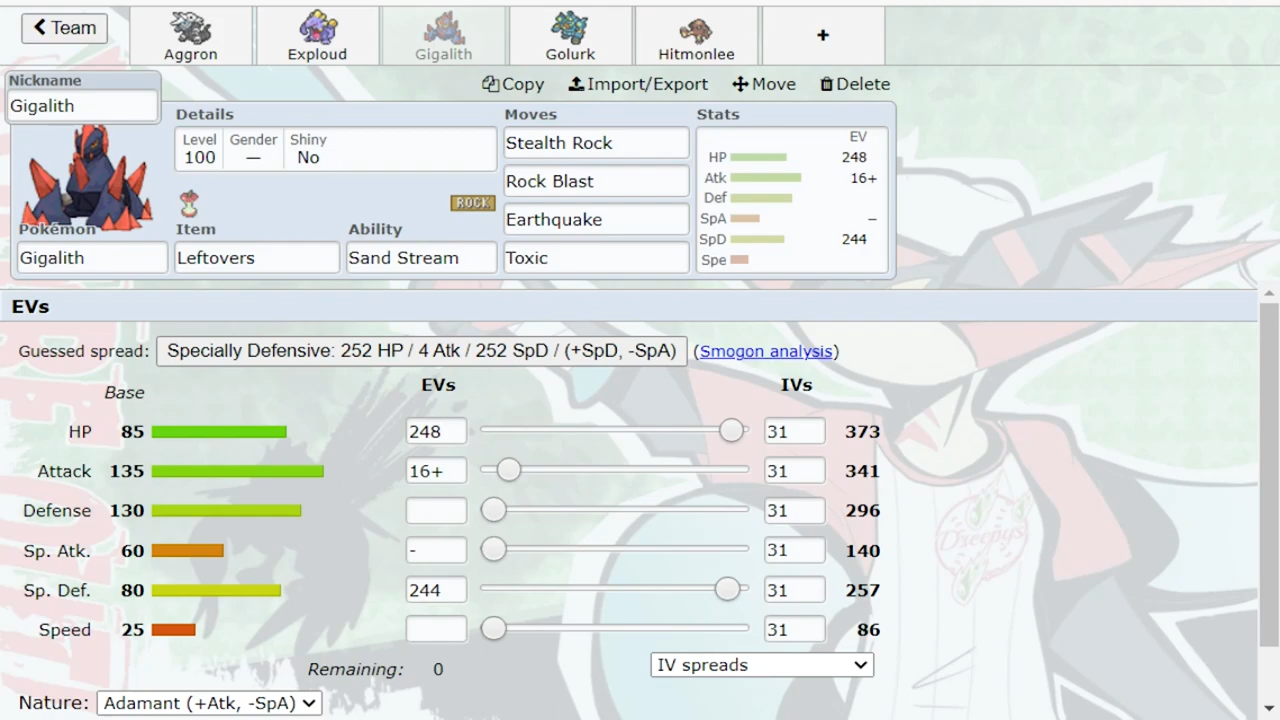 Team
Aggron
Exploud
Gigalith
Golurk
Hitmonlee
+
Copy
Import/Export
Move
Delete
Nickname
Gigalith
Details
Level
100
Gender
—
Shiny
No
ROCK
Pokémon
Gigalith
Item
Leftovers
Ability
Sand Stream
Moves
Stealth Rock
Rock Blast
Earthquake
Toxic
Stats
EV
HP 248
Atk 16+
Def
SpA –
SpD 244
Spe
EVs
Guessed spread: Specially Defensive: 252 HP / 4 Atk / 252 SpD / (+SpD, -SpA) (Smogon analysis)
Base EVs IVs
HP 85 248 31 373
Attack 135 16+ 31 341
Defense 130 31 296
Sp. Atk. 60 - 31 140
Sp. Def. 80 244 31 257
Speed 25 31 86
Remaining: 0
IV spreads
Nature: Adamant (+Atk, -SpA)
Dreepys